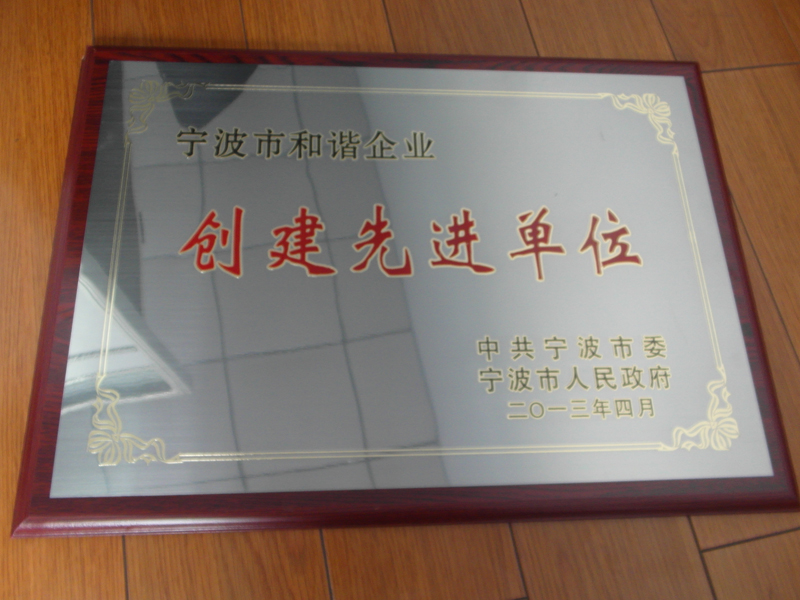 宁波市和谐企业
创建先进单位
中共宁波市委
宁波市人民政府
二〇一三年四月